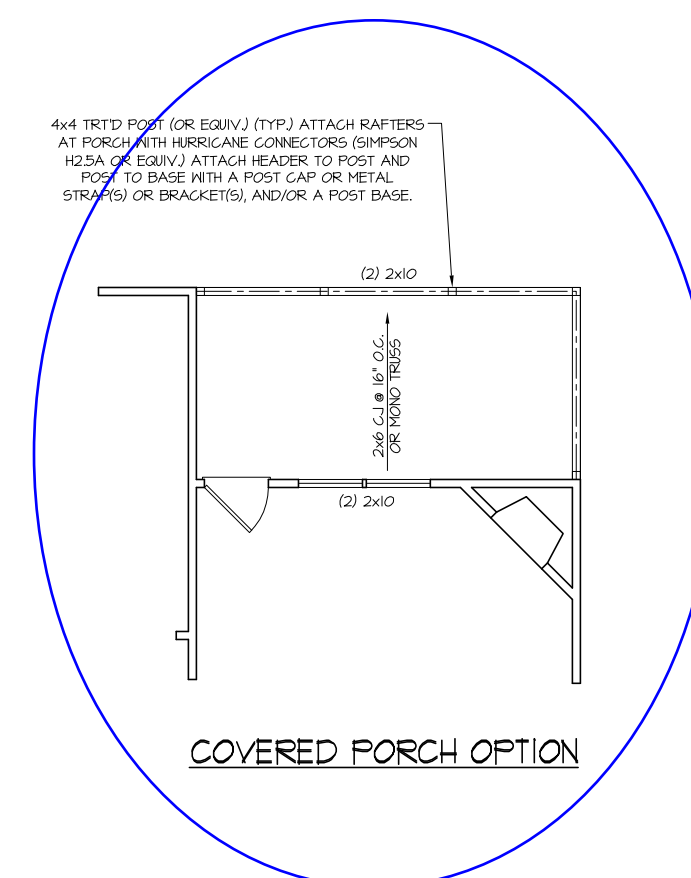 4x4 TRT'D POST (OR EQUIV.) (TYP.) ATTACH RAFTERS
AT PORCH WITH HURRICANE CONNECTORS (SIMPSON
H2.5A OR EQUIV.) ATTACH HEADER TO POST AND
POST TO BASE WITH A POST CAP OR METAL
STRAP(S) OR BRACKET(S), AND/OR A POST BASE.
(2) 2x10
2x6 CJ @ 16" O.C.
OR MONO TRUSS
(2) 2x10
COVERED PORCH OPTION